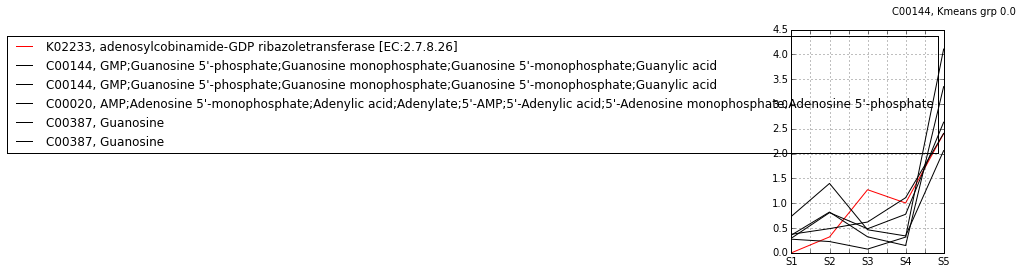 C00144, Kmeans grp 0.0
K02233, adenosylcobinamide-GDP ribazoletransferase [EC:2.7.8.26]
C00144, GMP;Guanosine 5'-phosphate;Guanosine monophosphate;Guanosine 5'-monophosphate;Guanylic acid
C00144, GMP;Guanosine 5'-phosphate;Guanosine monophosphate;Guanosine 5'-monophosphate;Guanylic acid
C00020, AMP;Adenosine 5'-monophosphate;Adenylic acid;Adenylate;5'-AMP;5'-Adenylic acid;5'-Adenosine monophosphate;Adenosine 5'-phosphate
C00387, Guanosine
C00387, Guanosine
4.5
4.0
3.5
3.0
2.5
2.0
1.5
1.0
0.5
0.0
S1 S2 S3 S4 S5